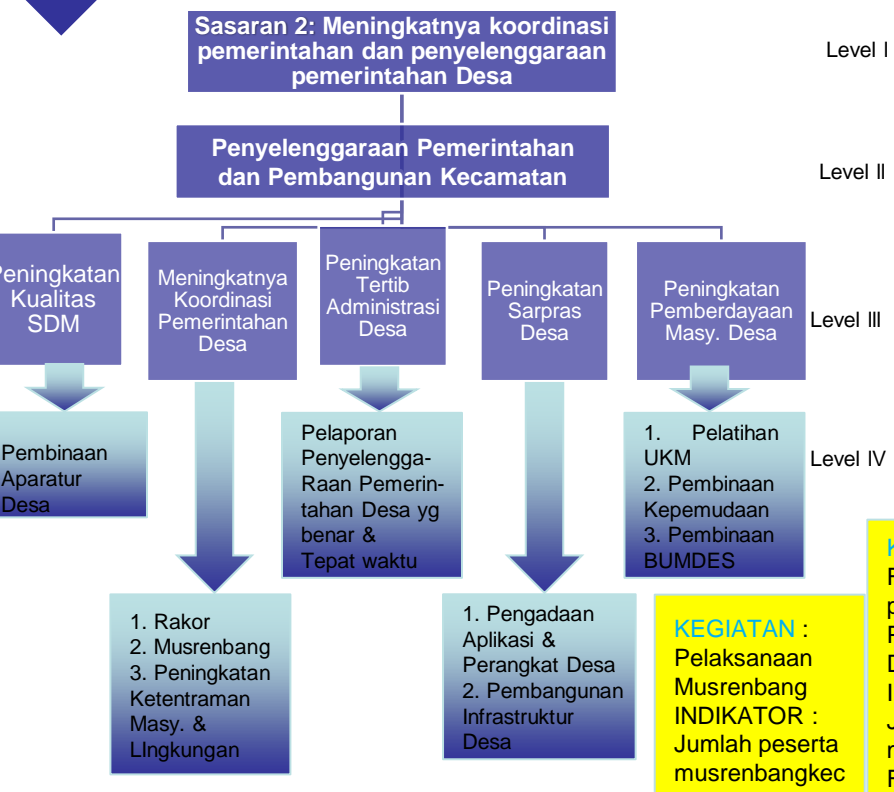 Sasaran 2: Meningkatnya koordinasi
pemerintahan dan penyelenggaraan
pemerintahan Desa
Level I
Penyelenggaraan Pemerintahan
dan Pembangunan Kecamatan
Level II
Peningkatan
Kualitas
SDM
Meningkatnya
Koordinasi
Pemerintahan
Desa
Peningkatan
Tertib
Administrasi
Desa
Peningkatan
Sarpras
Desa
Peningkatan
Pemberdayaan
Masy. Desa
Level III
Pembinaan
Aparatur
Desa
Pelaporan
Penyelengga-
Raan Pemerin-
tahan Desa yg
benar &
Tepat waktu
1. Pelatihan
UKM
2. Pembinaan
Kepemudaan
3. Pembinaan
BUMDES
Level IV
1. Rakor
2. Musrenbang
3. Peningkatan
Ketentraman
Masy. &
LIngkungan
1. Pengadaan
Aplikasi &
Perangkat Desa
2. Pembangunan
Infrastruktur
Desa
KEGIATAN :
Pelaksanaan
Musrenbang
INDIKATOR :
Jumlah peserta
musrenbangkec